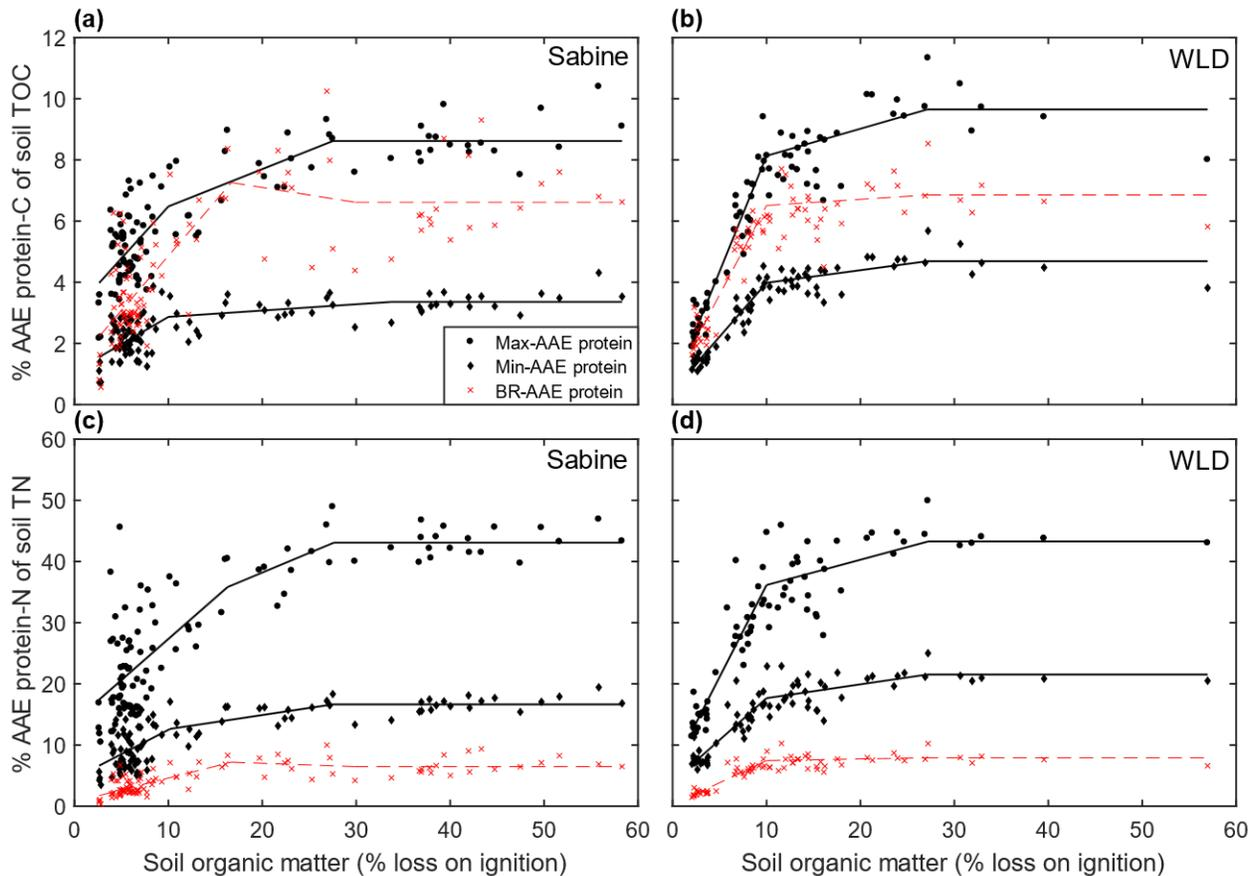 (a)
(b)
12
10
8
6
4
2
0
% AAE protein-C of soil TOC
Sabine
WLD
Max-AAE protein
Min-AAE protein
BR-AAE protein
(c)
(d)
60
50
40
30
20
10
0
% AAE protein-N of soil TN
Sabine
WLD
0 10 20 30 40 50 60
0 10 20 30 40 50 60
Soil organic matter (% loss on ignition)
Soil organic matter (% loss on ignition)